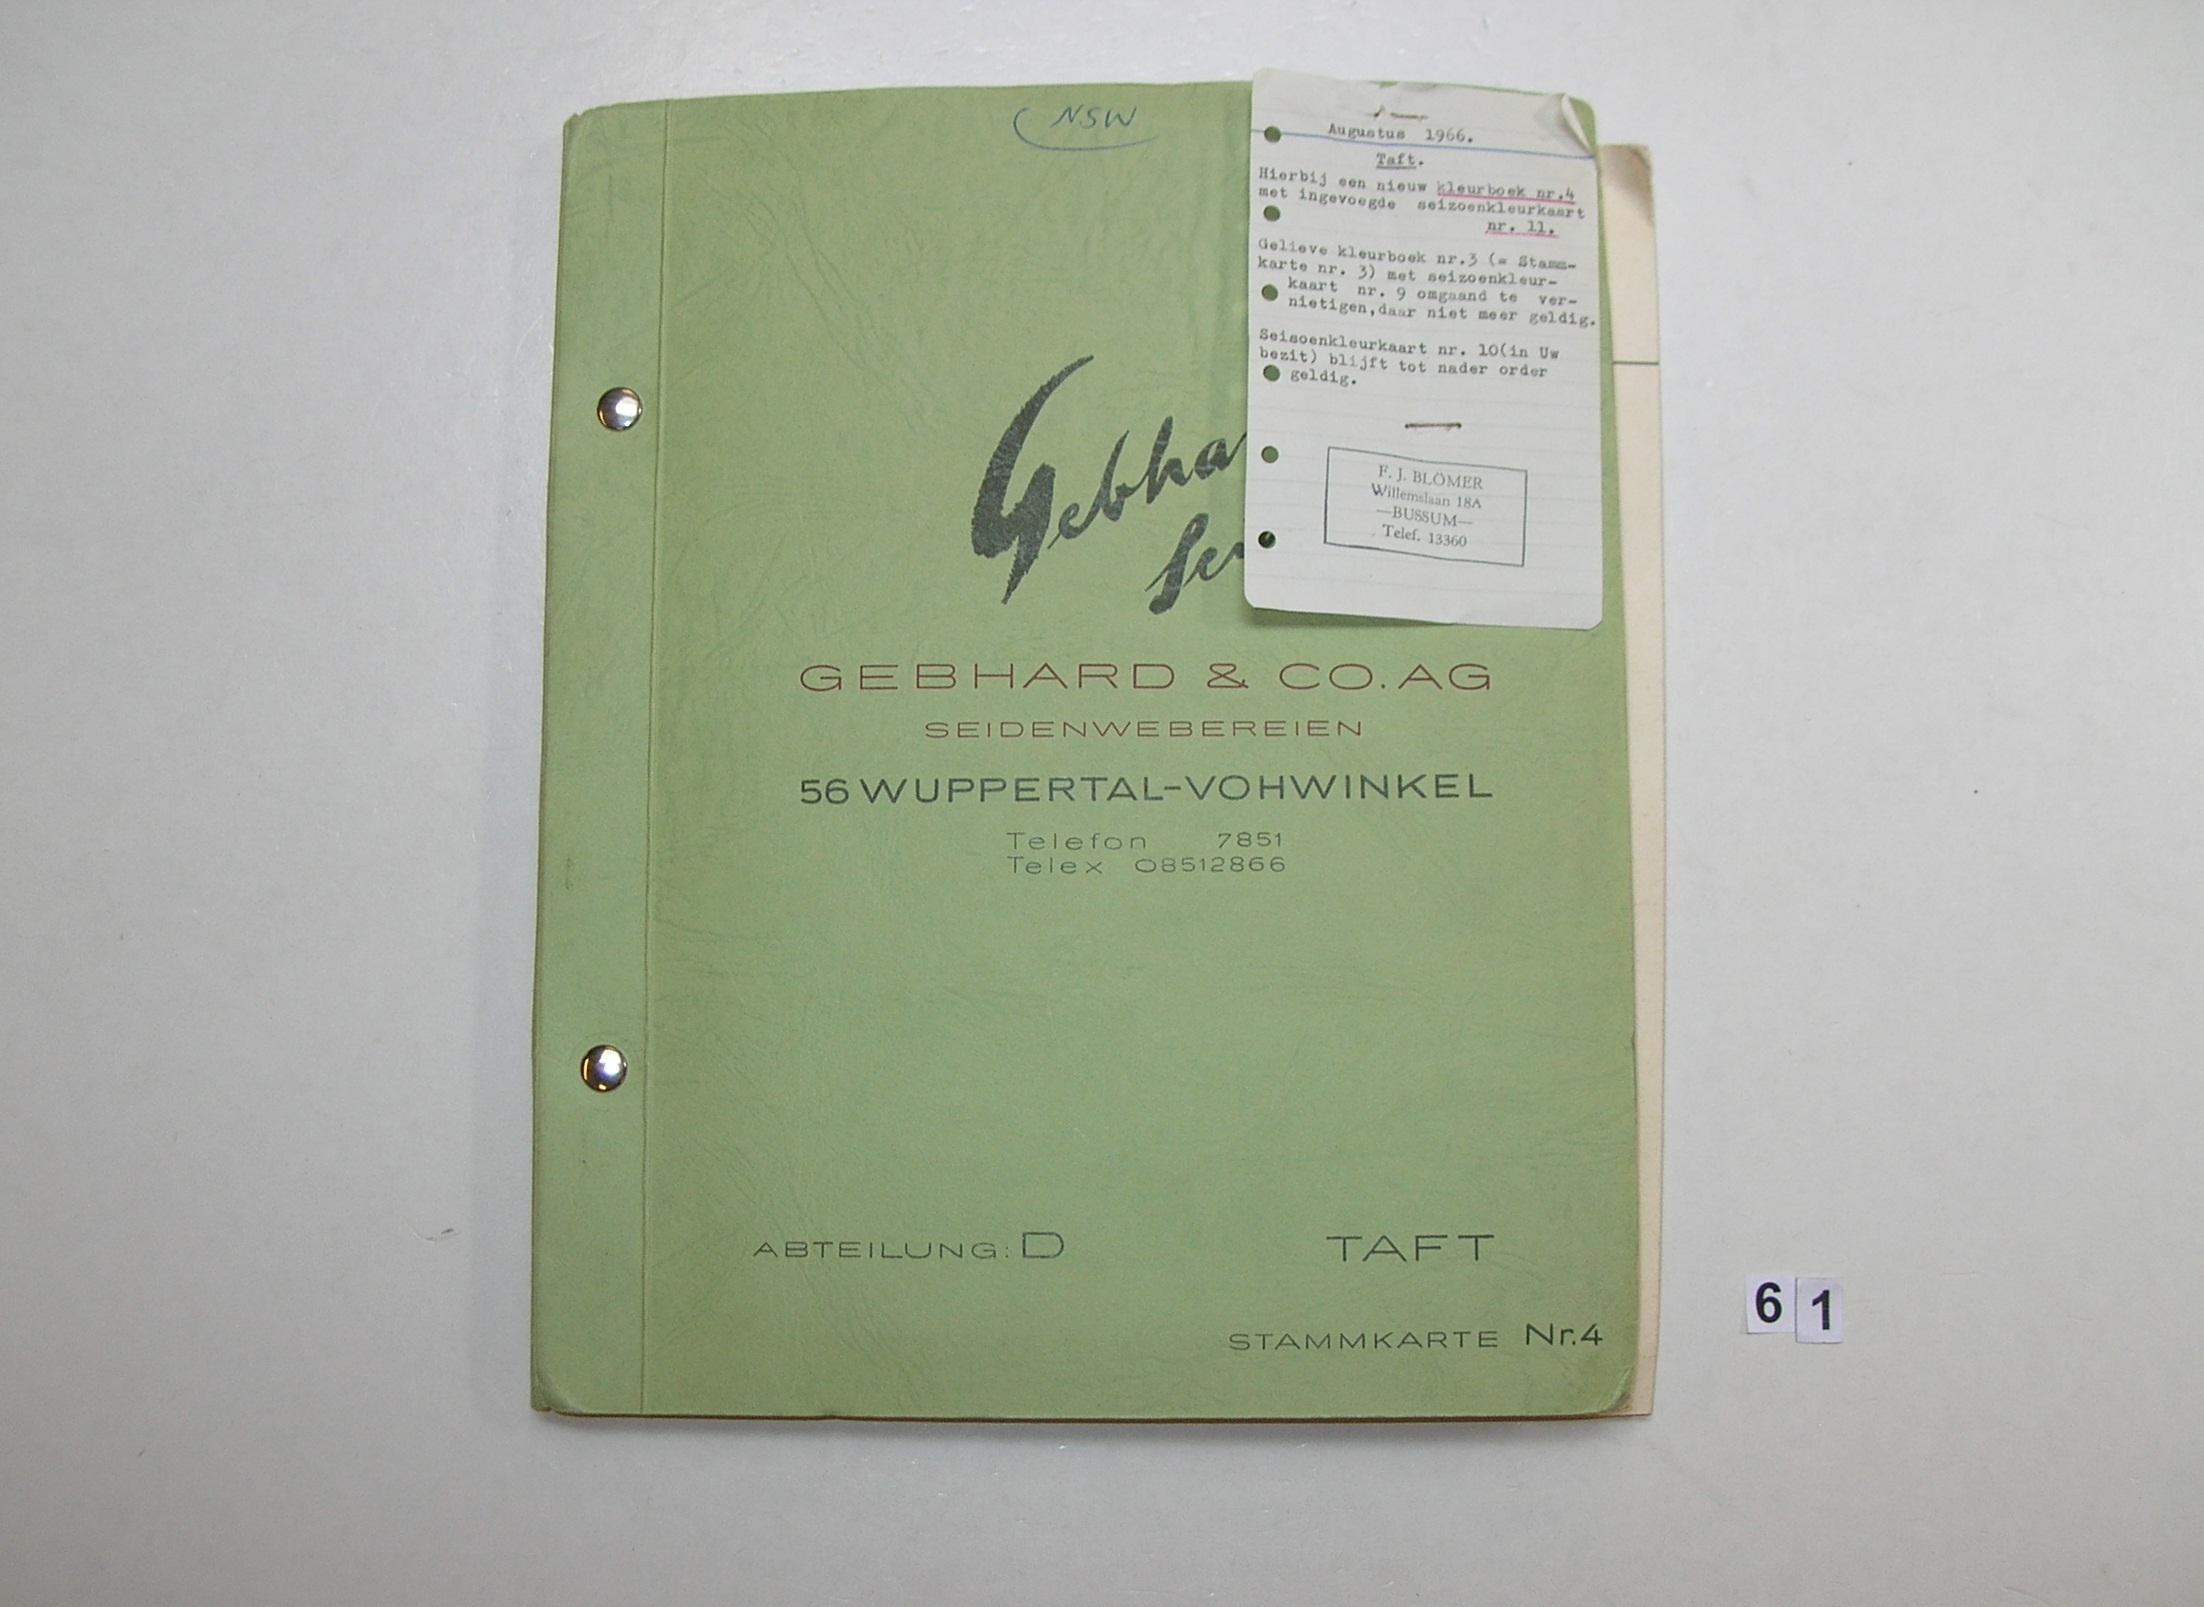 NSW
Augustus 1966.
Taft.
Hierbij een nieuw kleurboek nr.4
met ingevoegde seizoenkleurkaart
nr. 11.
Gelieve kleurboek nr.3 (= Stamm-
karte nr. 3) met seizoenkleur-
kaart nr. 9 omgaand te ver-
nietigen,daar niet meer geldig.
Seisoenkleurkaart nr. 10(in Uw
bezit) blijft tot nader order
geldig.
F. J. BLÖMER
Willemslaan 18A
—BUSSUM—
Telef. 13360
Gebha
GEBHARD & CO. AG
SEIDENWEBEREIEN
56 WUPPERTAL-VOHWINKEL
Telefon 7851
Telex 08512866
ABTEILUNG: D TAFT
STAMMKARTE Nr.4
6 1